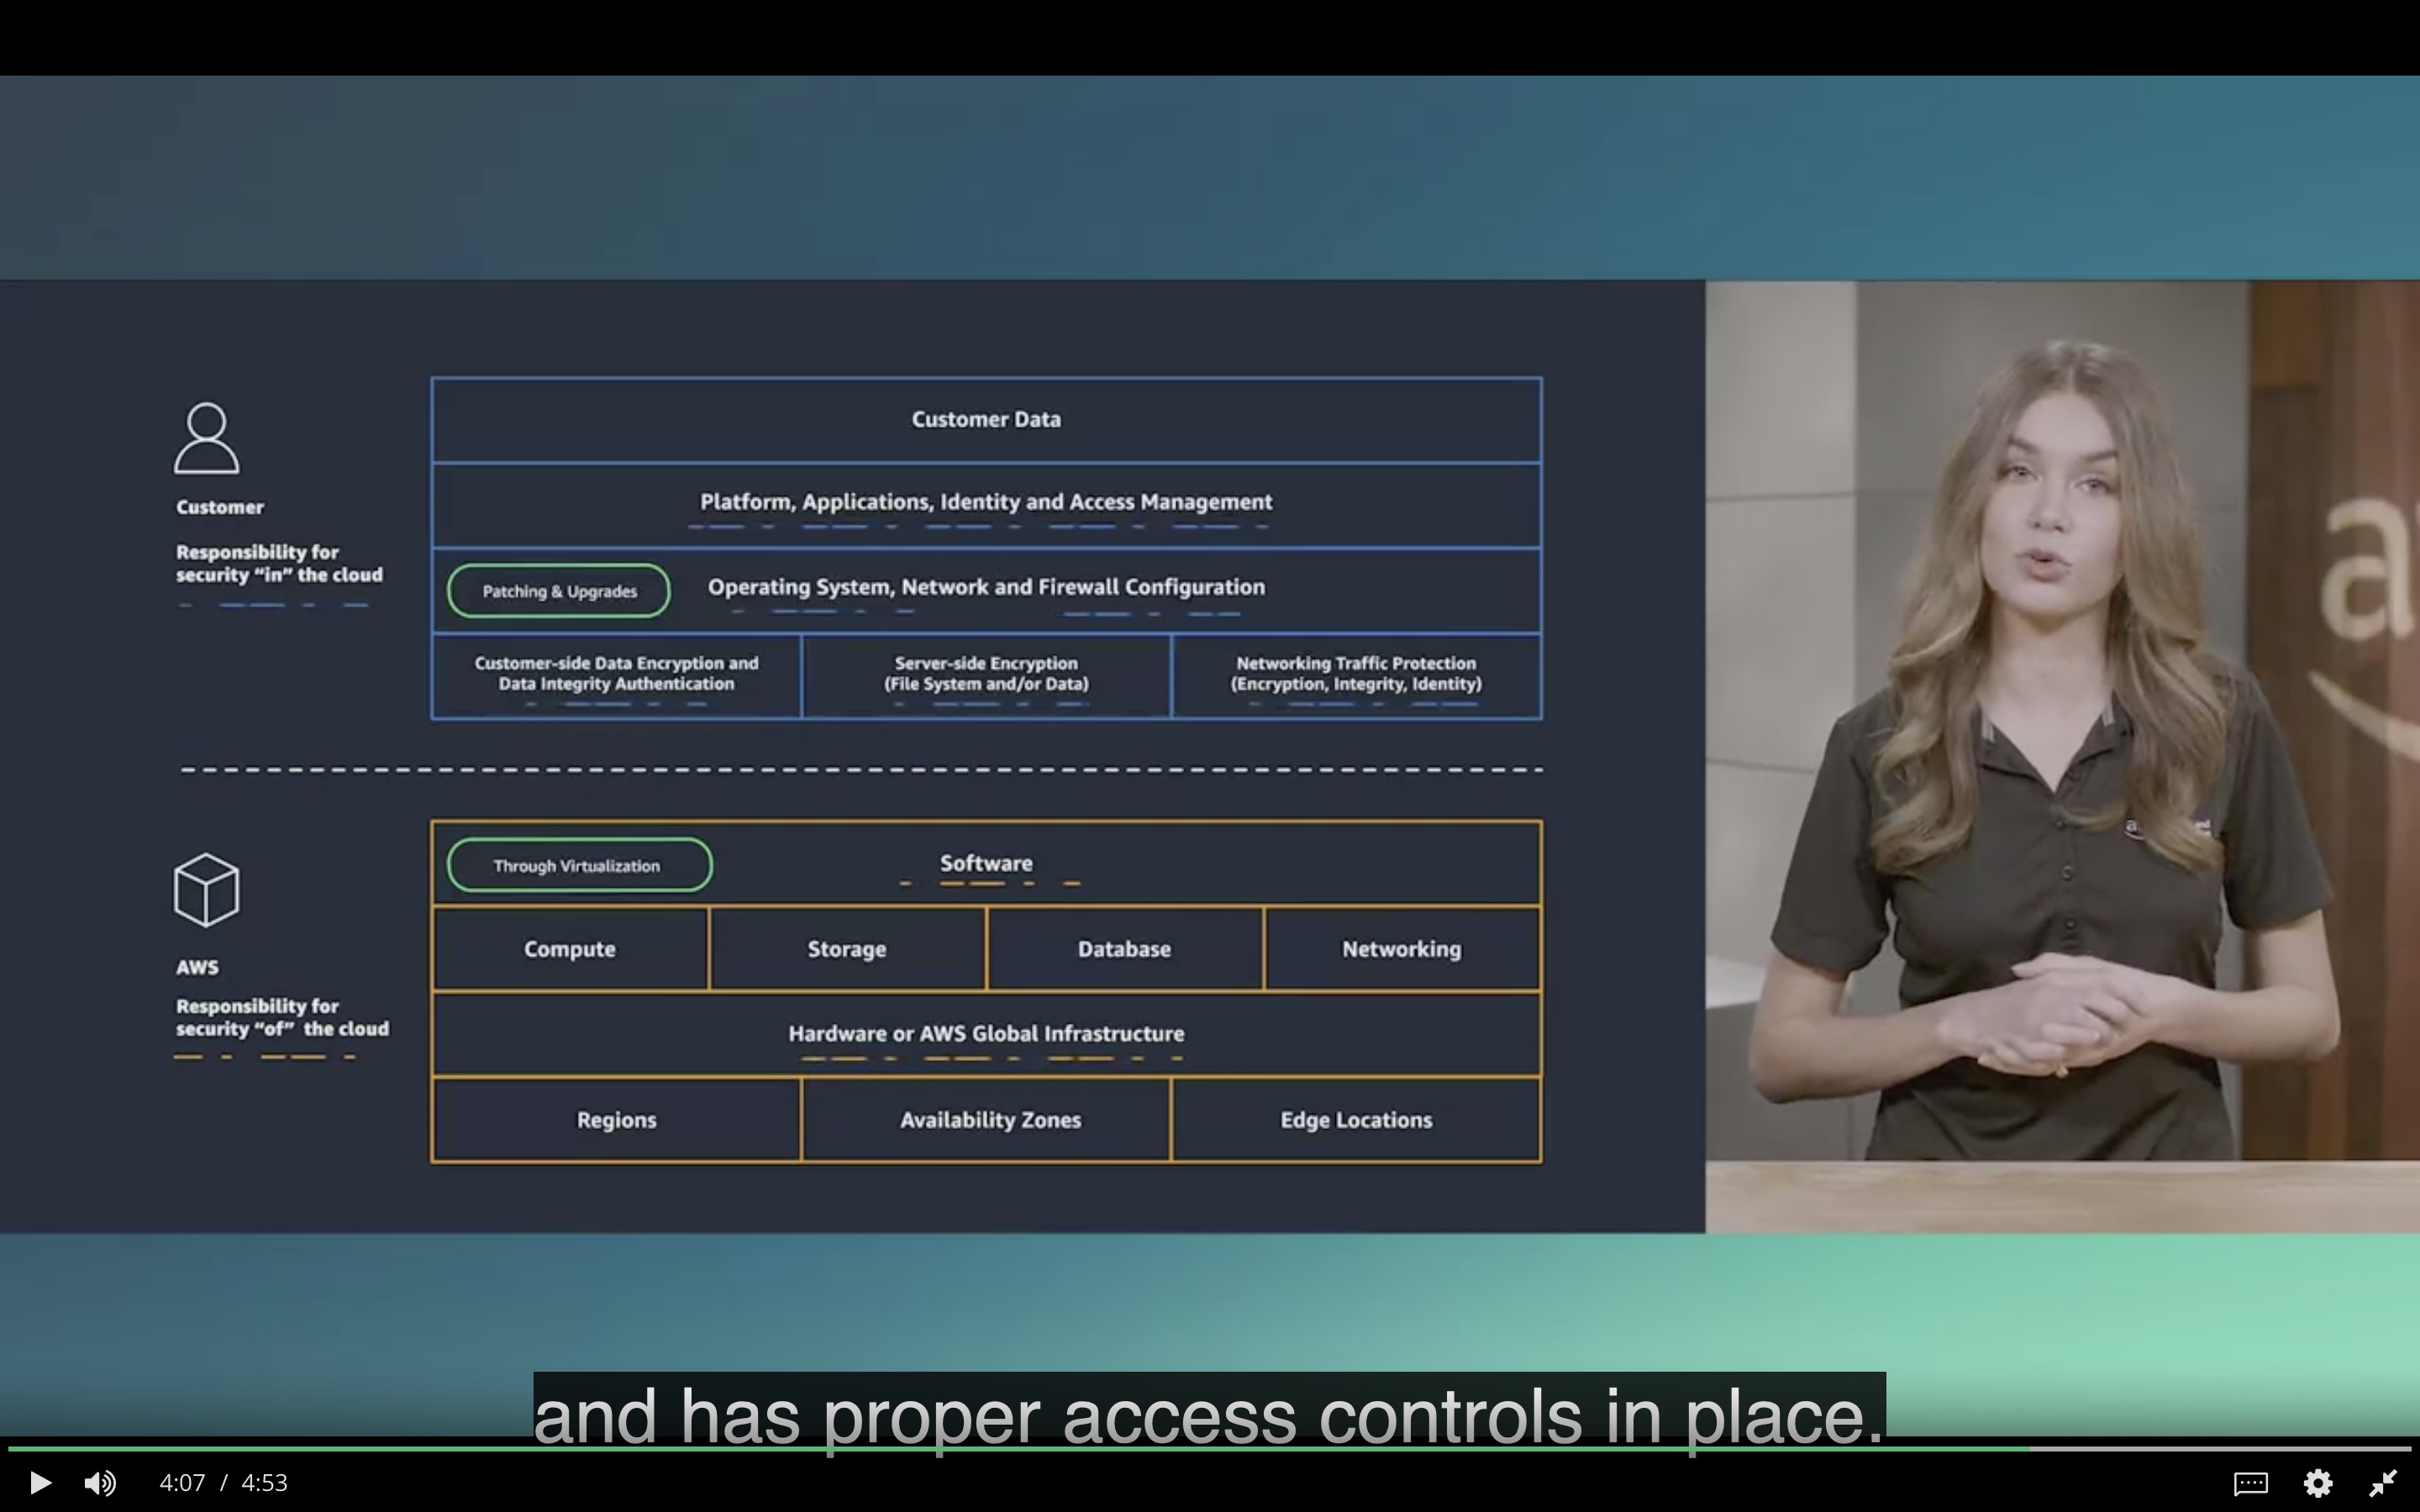 Customer
Responsibility for
security “in” the cloud
Customer Data
Platform, Applications, Identity and Access Management
Patching & Upgrades
Operating System, Network and Firewall Configuration
Customer-side Data Encryption and
Data Integrity Authentication
Server-side Encryption
(File System and/or Data)
Networking Traffic Protection
(Encryption, Integrity, Identity)
AWS
Responsibility for
security “of” the cloud
Through Virtualization
Software
Compute
Storage
Database
Networking
Hardware or AWS Global Infrastructure
Regions
Availability Zones
Edge Locations
a
and has proper access controls in place.
4:07 / 4:53